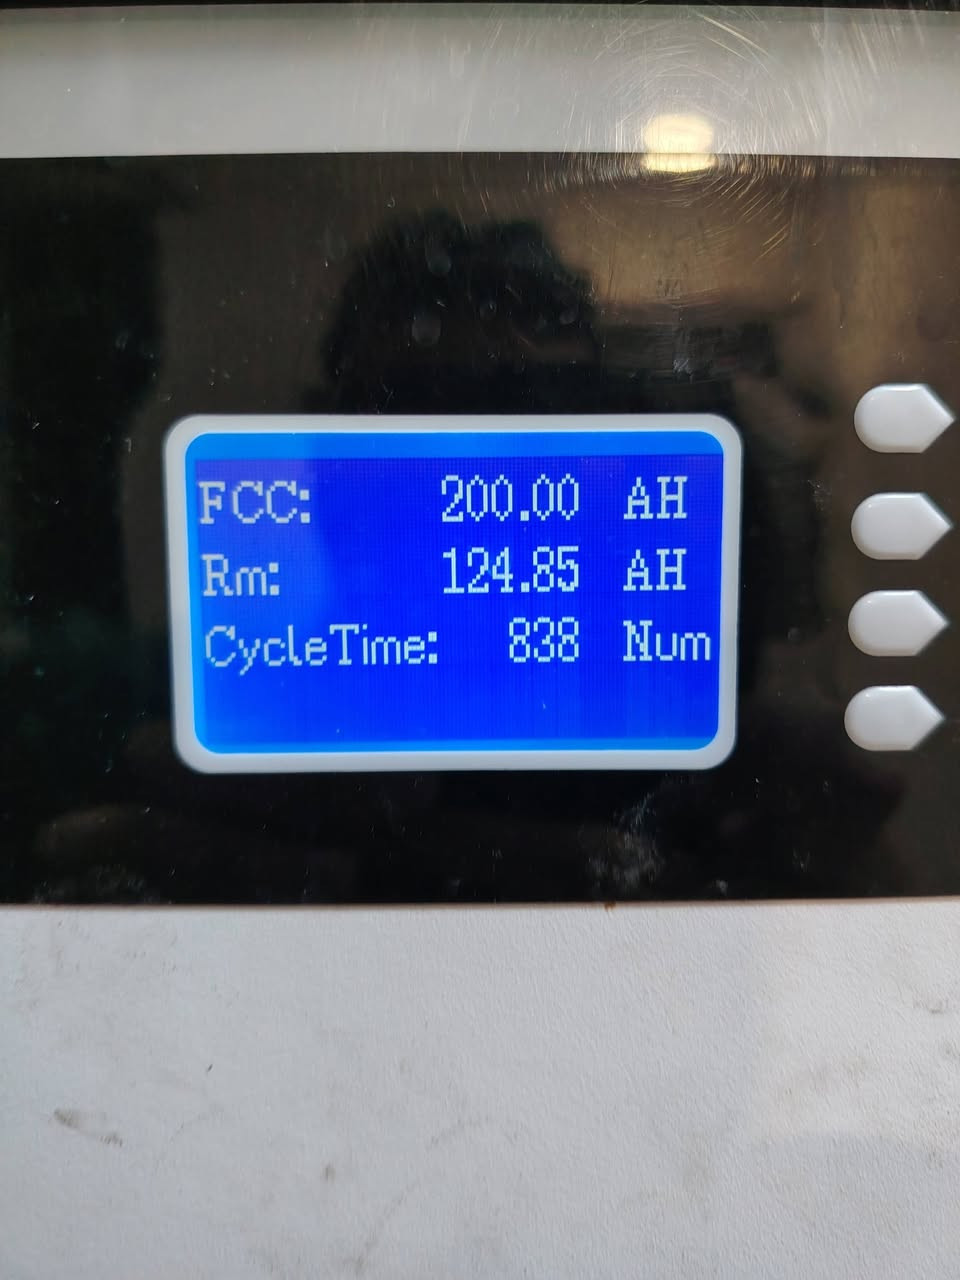 FCC: 200.00 AH
Rm: 124.85 AH
CycleTime: 838 Num